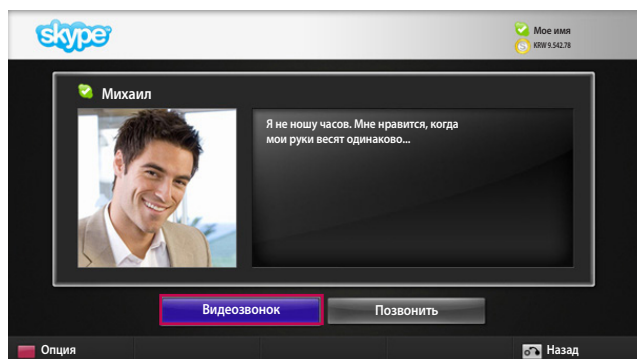 skype
Мое имя
KRW 9.542.78
Михаил
Я не ношу часов. Мне нравится, когда
мои руки весят одинаково...
Видеозвонок
Позвонить
Опция
Назад